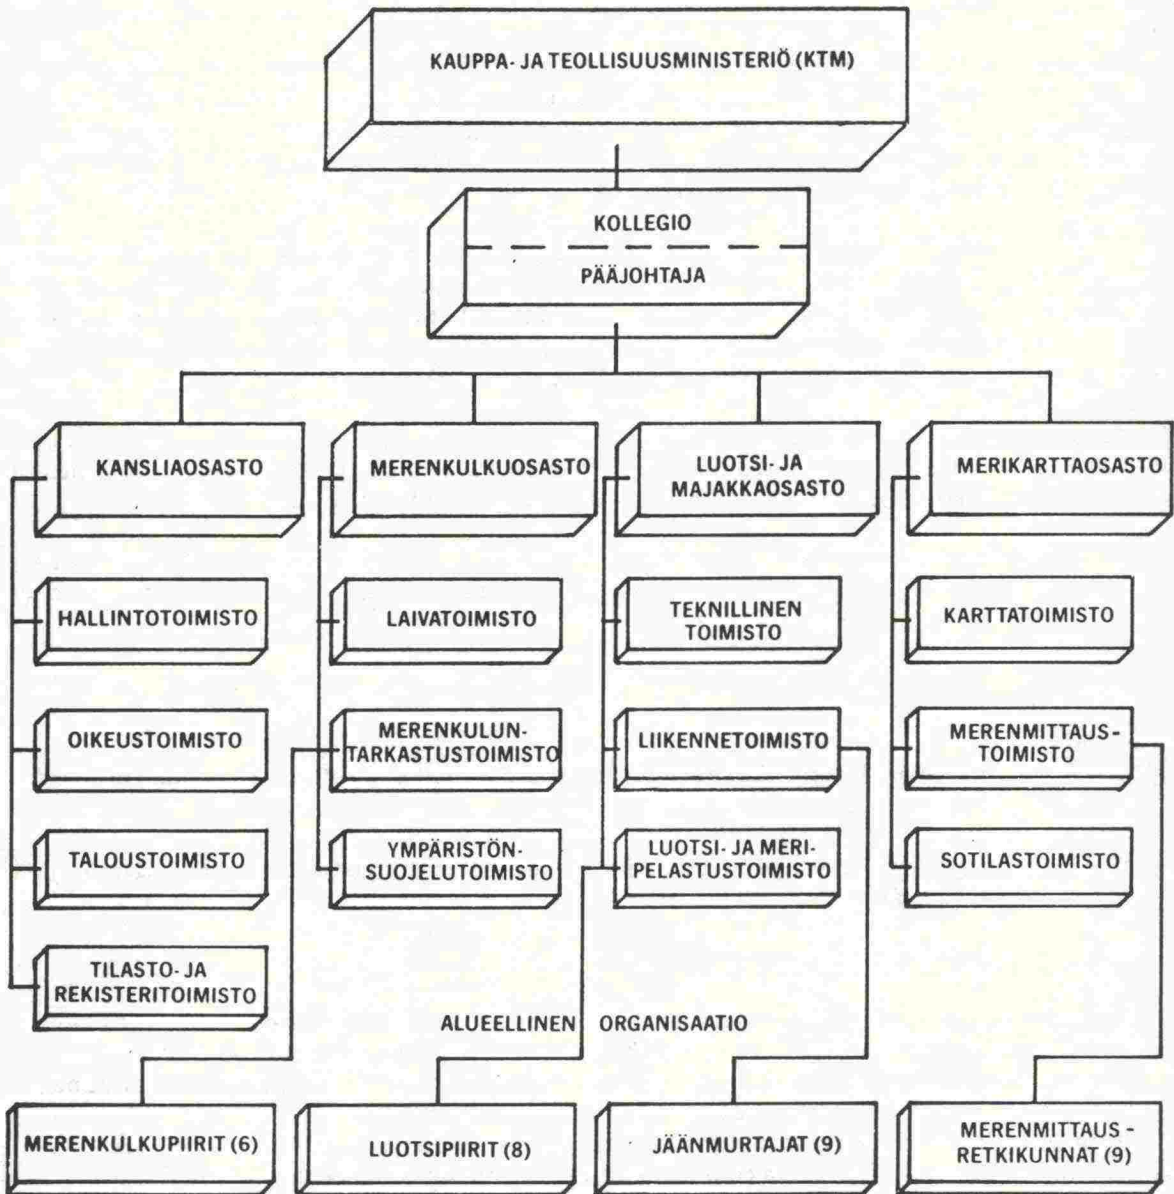 KAUPPA- JA TEOLLISUUSMINISTERIÖ (KTM)
KOLLEGIO
PÄÄJOHTAJA
KANSLIAOSASTO
MERENKULKUOSASTO
LUOTSI- JA
MAJAKKAOSASTO
MERIKARTTAOSASTO
HALLINTOTOIMISTO
LAIVATOIMISTO
TEKNILLINEN
TOIMISTO
KARTTATOIMISTO
OIKEUSTOIMISTO
MERENKULUN-
TARKASTUSTOIMISTO
LIIKENNETOIMISTO
MERENMITTAUS-
TOIMISTO
TALOUSTOIMISTO
YMPÄRISTÖN-
SUOJELUTOIMISTO
LUOTSI- JA MERI-
PELASTUSTOIMISTO
SOTILASTOIMISTO
TILASTO- JA
REKISTERITOIMISTO
ALUEELLINEN ORGANISAATIO
MERENKULKUPIIRIT (6)
LUOTSIPIIRIT (8)
JÄÄNMURTAJAT (9)
MERENMITTAUS-
RETKIKUNNAT (9)